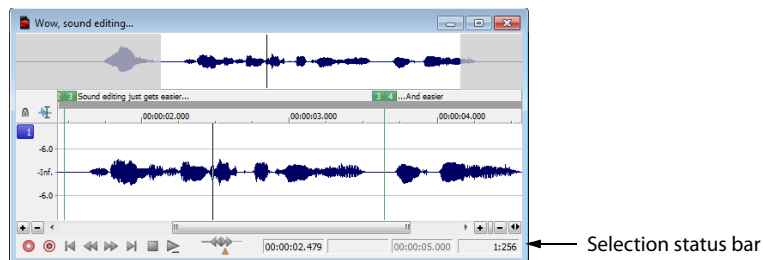 Wow, sound editing...
2 3 Sound editing just gets easier...
3 4 ...And easier
00:00:02.000 00:00:03.000 00:00:04.000
1
-6.0
-Inf.
-6.0
00:00:02.479 00:00:05.000 1:256
Selection status bar